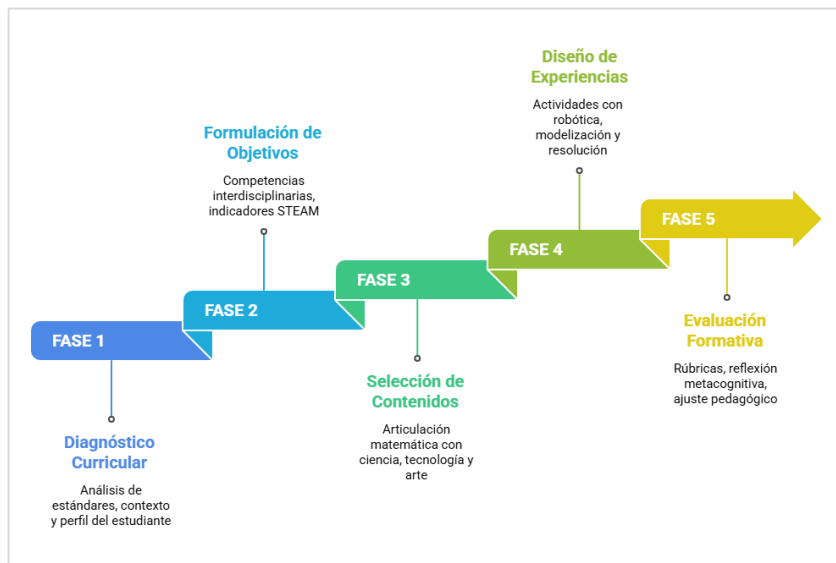 FASE 1
Diagnóstico
Curricular
Análisis de
estándares, contexto
y perfil del estudiante
Formulación de
Objetivos
Competencias
interdisciplinarias,
indicadores STEAM
FASE 2
FASE 3
Selección de
Contenidos
Articulación
matemática con
ciencia, tecnología y
arte
Diseño de
Experiencias
Actividades con
robótica,
modelización y
resolución
FASE 4
FASE 5
Evaluación
Formativa
Rúbricas, reflexión
metacognitiva,
ajuste pedagógico